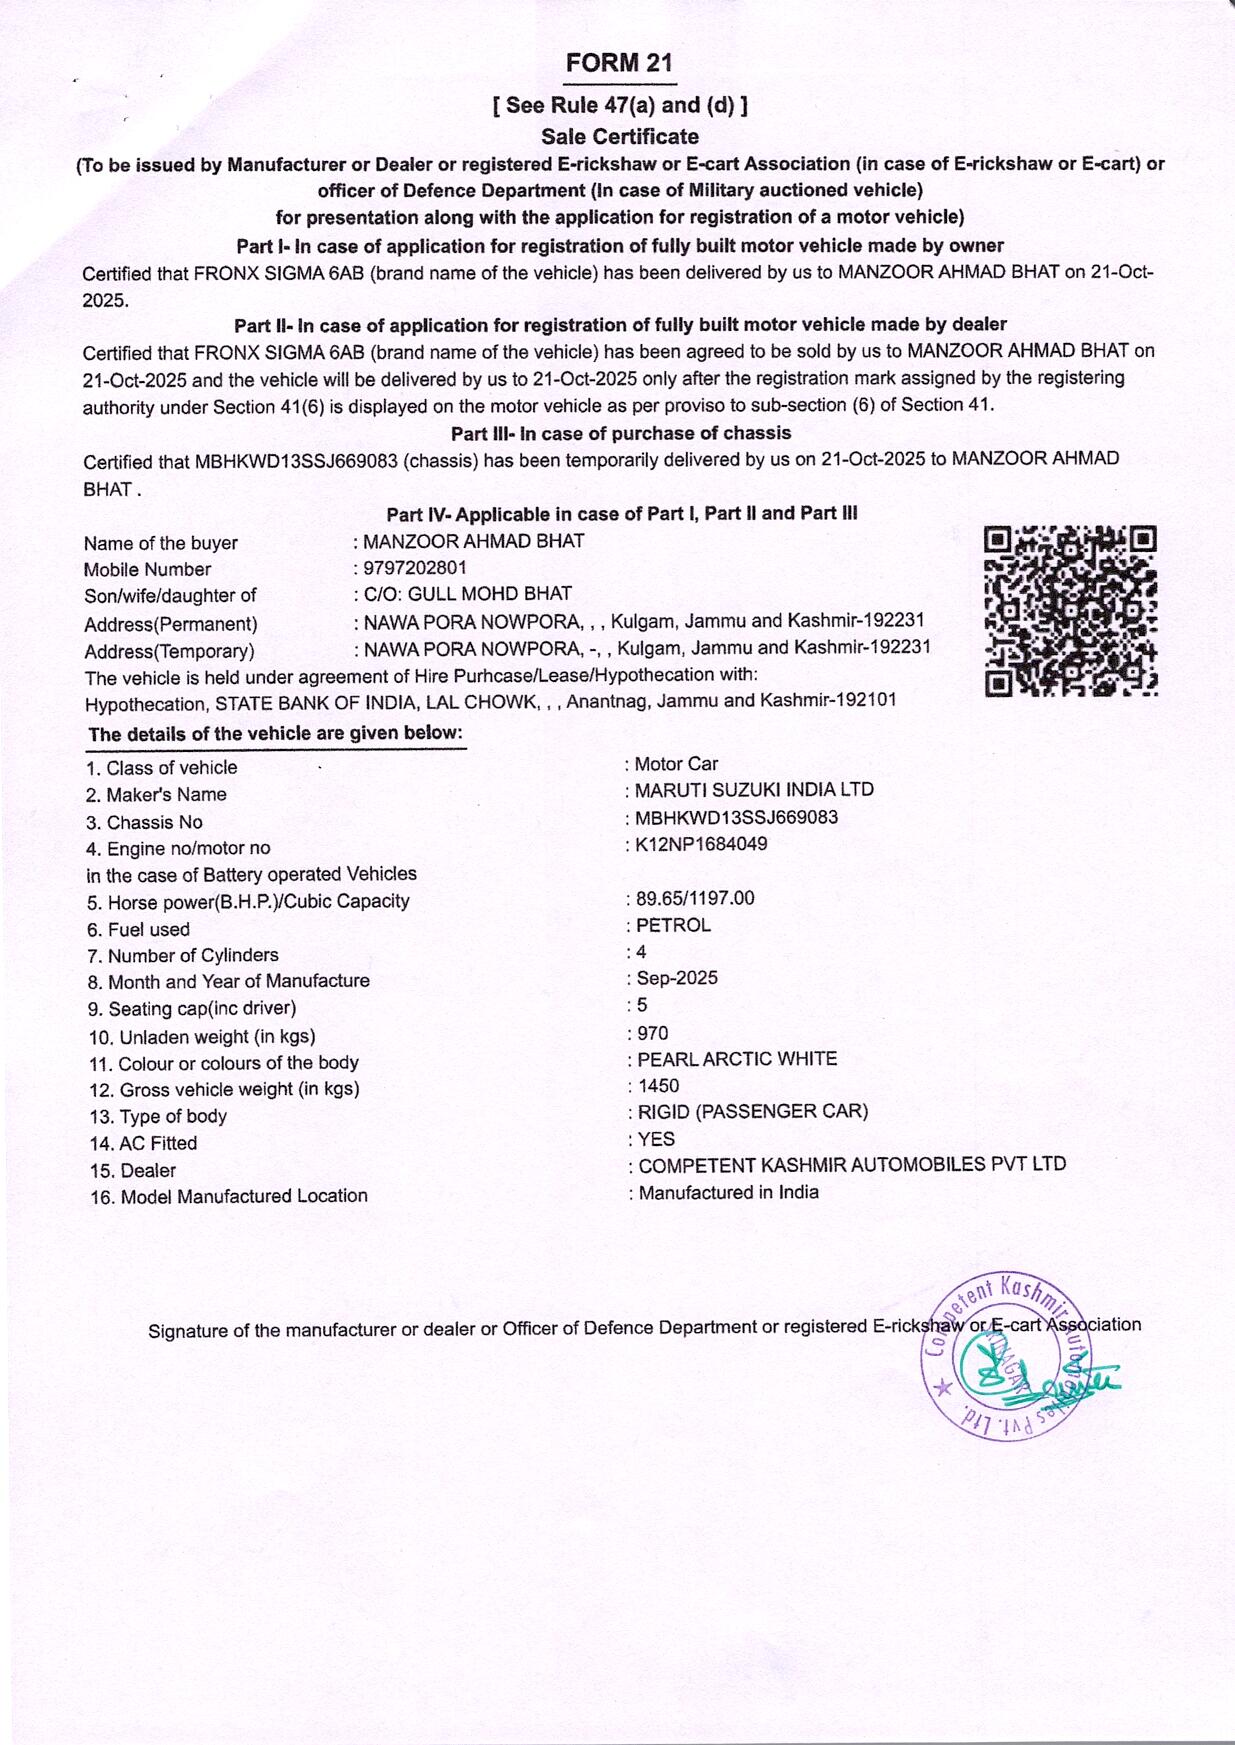 FORM 21
[ See Rule 47(a) and (d) ]
Sale Certificate
(To be issued by Manufacturer or Dealer or registered E-rickshaw or E-cart Association (in case of E-rickshaw or E-cart) or
officer of Defence Department (In case of Military auctioned vehicle)
for presentation along with the application for registration of a motor vehicle)
Part I- In case of application for registration of fully built motor vehicle made by owner
Certified that FRONX SIGMA 6AB (brand name of the vehicle) has been delivered by us to MANZOOR AHMAD BHAT on 21-Oct-
2025.
Part II- In case of application for registration of fully built motor vehicle made by dealer
Certified that FRONX SIGMA 6AB (brand name of the vehicle) has been agreed to be sold by us to MANZOOR AHMAD BHAT on
21-Oct-2025 and the vehicle will be delivered by us to 21-Oct-2025 only after the registration mark assigned by the registering
authority under Section 41(6) is displayed on the motor vehicle as per proviso to sub-section (6) of Section 41.
Part III- In case of purchase of chassis
Certified that MBHKWD13SSJ669083 (chassis) has been temporarily delivered by us on 21-Oct-2025 to MANZOOR AHMAD
BHAT .
Part IV- Applicable in case of Part I, Part II and Part III
Name of the buyer : MANZOOR AHMAD BHAT
Mobile Number : 9797202801
Son/wife/daughter of : C/O: GULL MOHD BHAT
Address(Permanent) : NAWA PORA NOWPORA, , , Kulgam, Jammu and Kashmir-192231
Address(Temporary) : NAWA PORA NOWPORA, -, , Kulgam, Jammu and Kashmir-192231
The vehicle is held under agreement of Hire Purhcase/Lease/Hypothecation with:
Hypothecation, STATE BANK OF INDIA, LAL CHOWK, , , Anantnag, Jammu and Kashmir-192101
The details of the vehicle are given below:
1. Class of vehicle : Motor Car
2. Maker's Name : MARUTI SUZUKI INDIA LTD
3. Chassis No : MBHKWD13SSJ669083
4. Engine no/motor no : K12NP1684049
in the case of Battery operated Vehicles
5. Horse power(B.H.P.)/Cubic Capacity : 89.65/1197.00
6. Fuel used : PETROL
7. Number of Cylinders : 4
8. Month and Year of Manufacture : Sep-2025
9. Seating cap(inc driver) : 5
10. Unladen weight (in kgs) : 970
11. Colour or colours of the body : PEARL ARCTIC WHITE
12. Gross vehicle weight (in kgs) : 1450
13. Type of body : RIGID (PASSENGER CAR)
14. AC Fitted : YES
15. Dealer : COMPETENT KASHMIR AUTOMOBILES PVT LTD
16. Model Manufactured Location : Manufactured in India
Signature of the manufacturer or dealer or Officer of Defence Department or registered E-rickshaw or E-cart Association
Competent Kashmir Automobiles Pvt. Ltd.